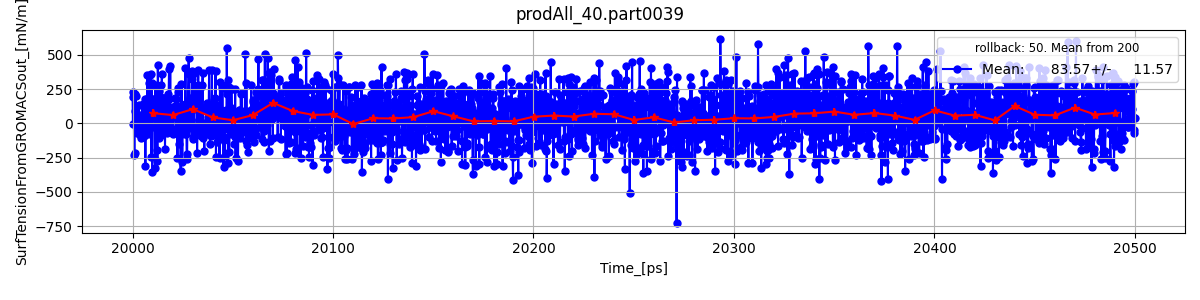 prodAll_40.part0039
SurfTensionFromGROMACSout_[mN/m]
500
250
0
−250
−500
−750
rollback: 50. Mean from 200
Mean: 83.57+/- 11.57
20000 20100 20200 20300 20400 20500
Time_[ps]